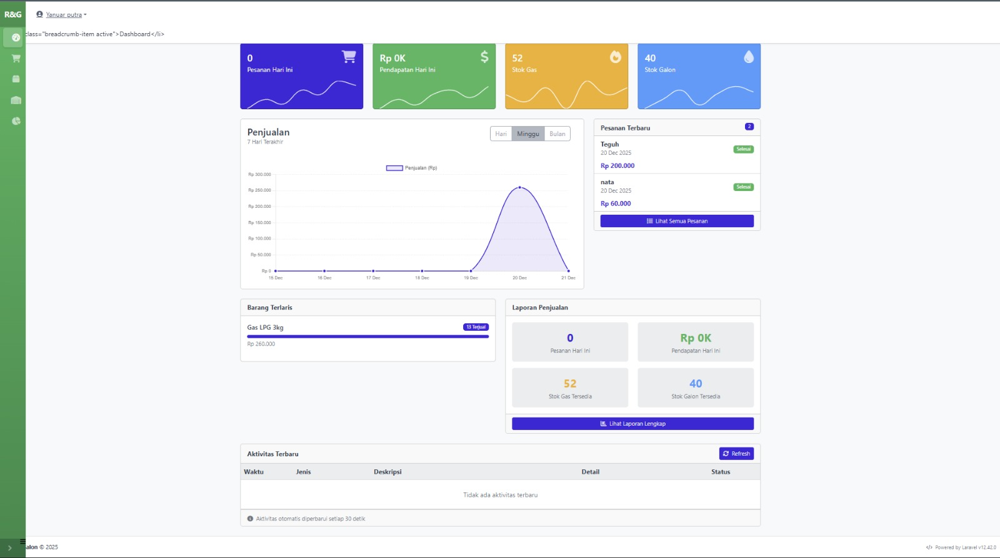 R&G
Yanuar putra
class="breadcrumb-item active">Dashboard</li>
0
Pesanan Hari Ini
Rp 0K
Pendapatan Hari Ini
52
Stok Gas
40
Stok Galon
Penjualan
7 Hari Terakhir
Hari Minggu Bulan
Penjualan (Rp)
Rp 300.000
Rp 250.000
Rp 200.000
Rp 150.000
Rp 100.000
Rp 50.000
Rp 0
15 Dec 16 Dec 17 Dec 18 Dec 19 Dec 20 Dec 21 Dec
Pesanan Terbaru 2
Teguh
20 Dec 2025
Selesai
Rp 200.000
nata
20 Dec 2025
Selesai
Rp 60.000
Lihat Semua Pesanan
Barang Terlaris
Gas LPG 3kg 13 Terjual
Rp 260.000
Laporan Penjualan
0
Pesanan Hari Ini
Rp 0K
Pendapatan Hari Ini
52
Stok Gas Tersedia
40
Stok Galon Tersedia
Lihat Laporan Lengkap
Aktivitas Terbaru Refresh
Waktu Jenis Deskripsi Detail Status
Tidak ada aktivitas terbaru
Aktivitas otomatis diperbarui setiap 30 detik
alon © 2025
Powered by Laravel v12.42.0